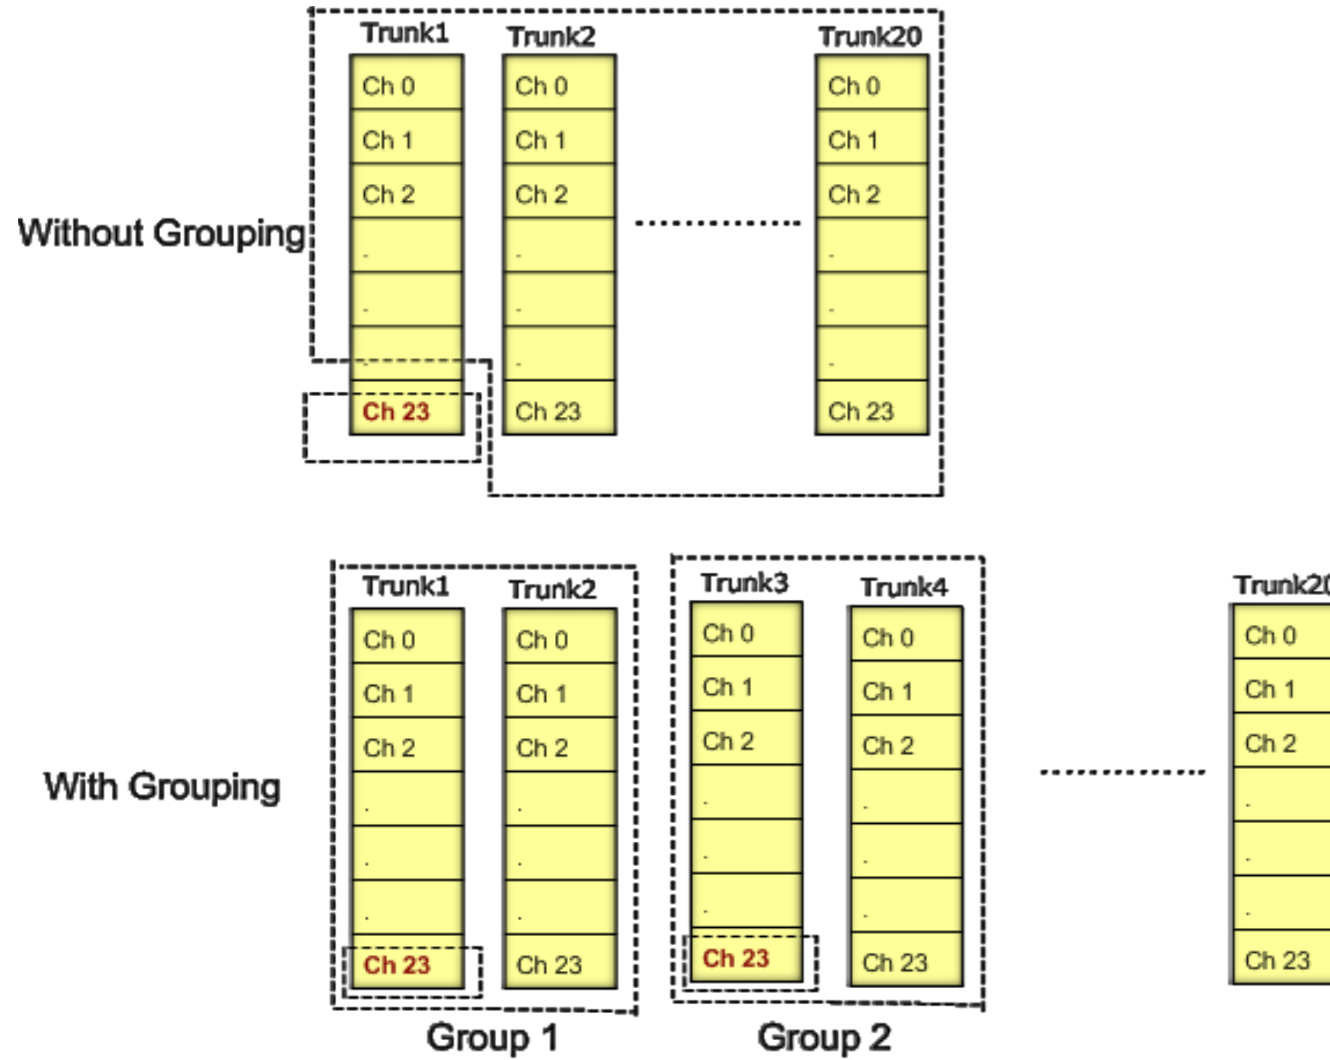 Trunk1 Trunk2 Trunk20
Ch 0 Ch 0 Ch 0
Ch 1 Ch 1 Ch 1
Ch 2 Ch 2 Ch 2
Without Grouping
. . .
. . .
. . .
Ch 23 Ch 23 Ch 23
Trunk1 Trunk2 Trunk3 Trunk4 Trunk20
Ch 0 Ch 0 Ch 0 Ch 0 Ch 0
Ch 1 Ch 1 Ch 1 Ch 1 Ch 1
Ch 2 Ch 2 Ch 2 Ch 2 Ch 2
With Grouping
. . . . .
. . . . .
. . . . .
Ch 23 Ch 23 Ch 23 Ch 23 Ch 23
Group 1 Group 2